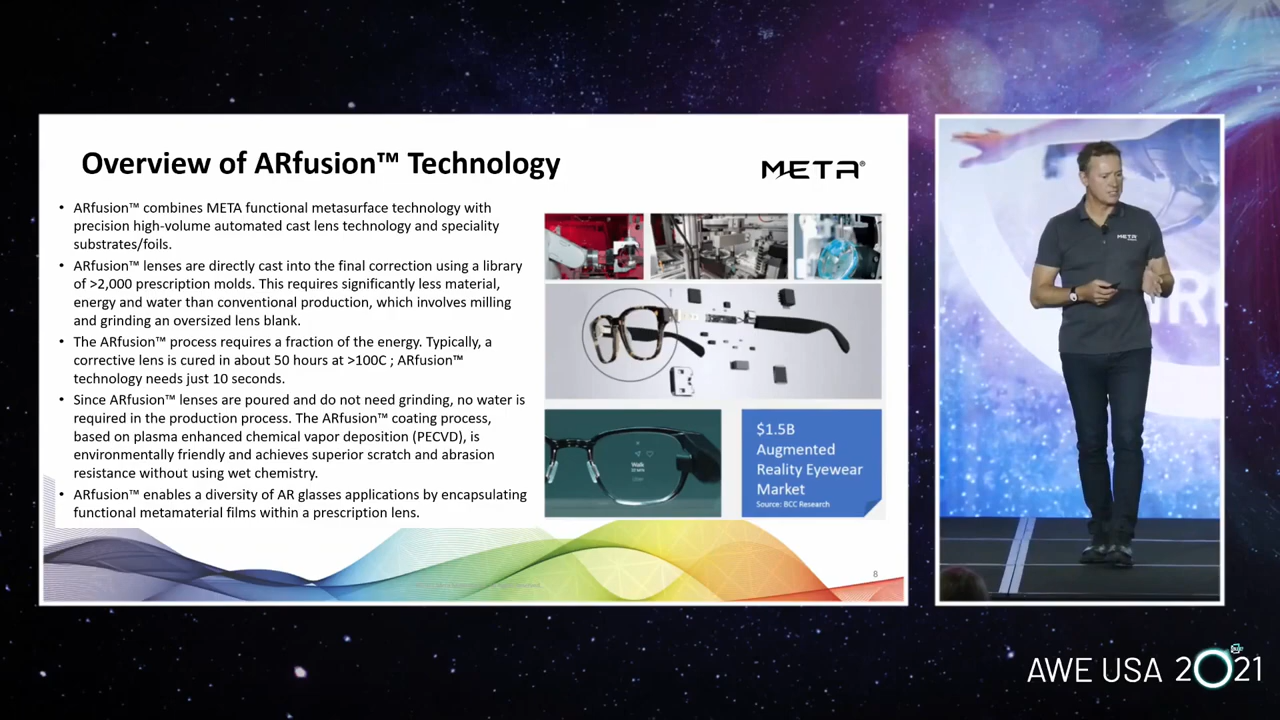 Overview of ARfusion™ Technology
META®
• ARfusion™ combines META functional metasurface technology with
precision high-volume automated cast lens technology and speciality
substrates/foils.
• ARfusion™ lenses are directly cast into the final correction using a library
of >2,000 prescription molds. This requires significantly less material,
energy and water than conventional production, which involves milling
and grinding an oversized lens blank.
• The ARfusion™ process requires a fraction of the energy. Typically, a
corrective lens is cured in about 50 hours at >100C ; ARfusion™
technology needs just 10 seconds.
• Since ARfusion™ lenses are poured and do not need grinding, no water is
required in the production process. The ARfusion™ coating process,
based on plasma enhanced chemical vapor deposition (PECVD), is
environmentally friendly and achieves superior scratch and abrasion
resistance without using wet chemistry.
• ARfusion™ enables a diversity of AR glasses applications by encapsulating
functional metamaterial films within a prescription lens.
Walk
$1.5B
Augmented
Reality Eyewear
Market
Source: BCC Research
8
META
AWE USA 2021